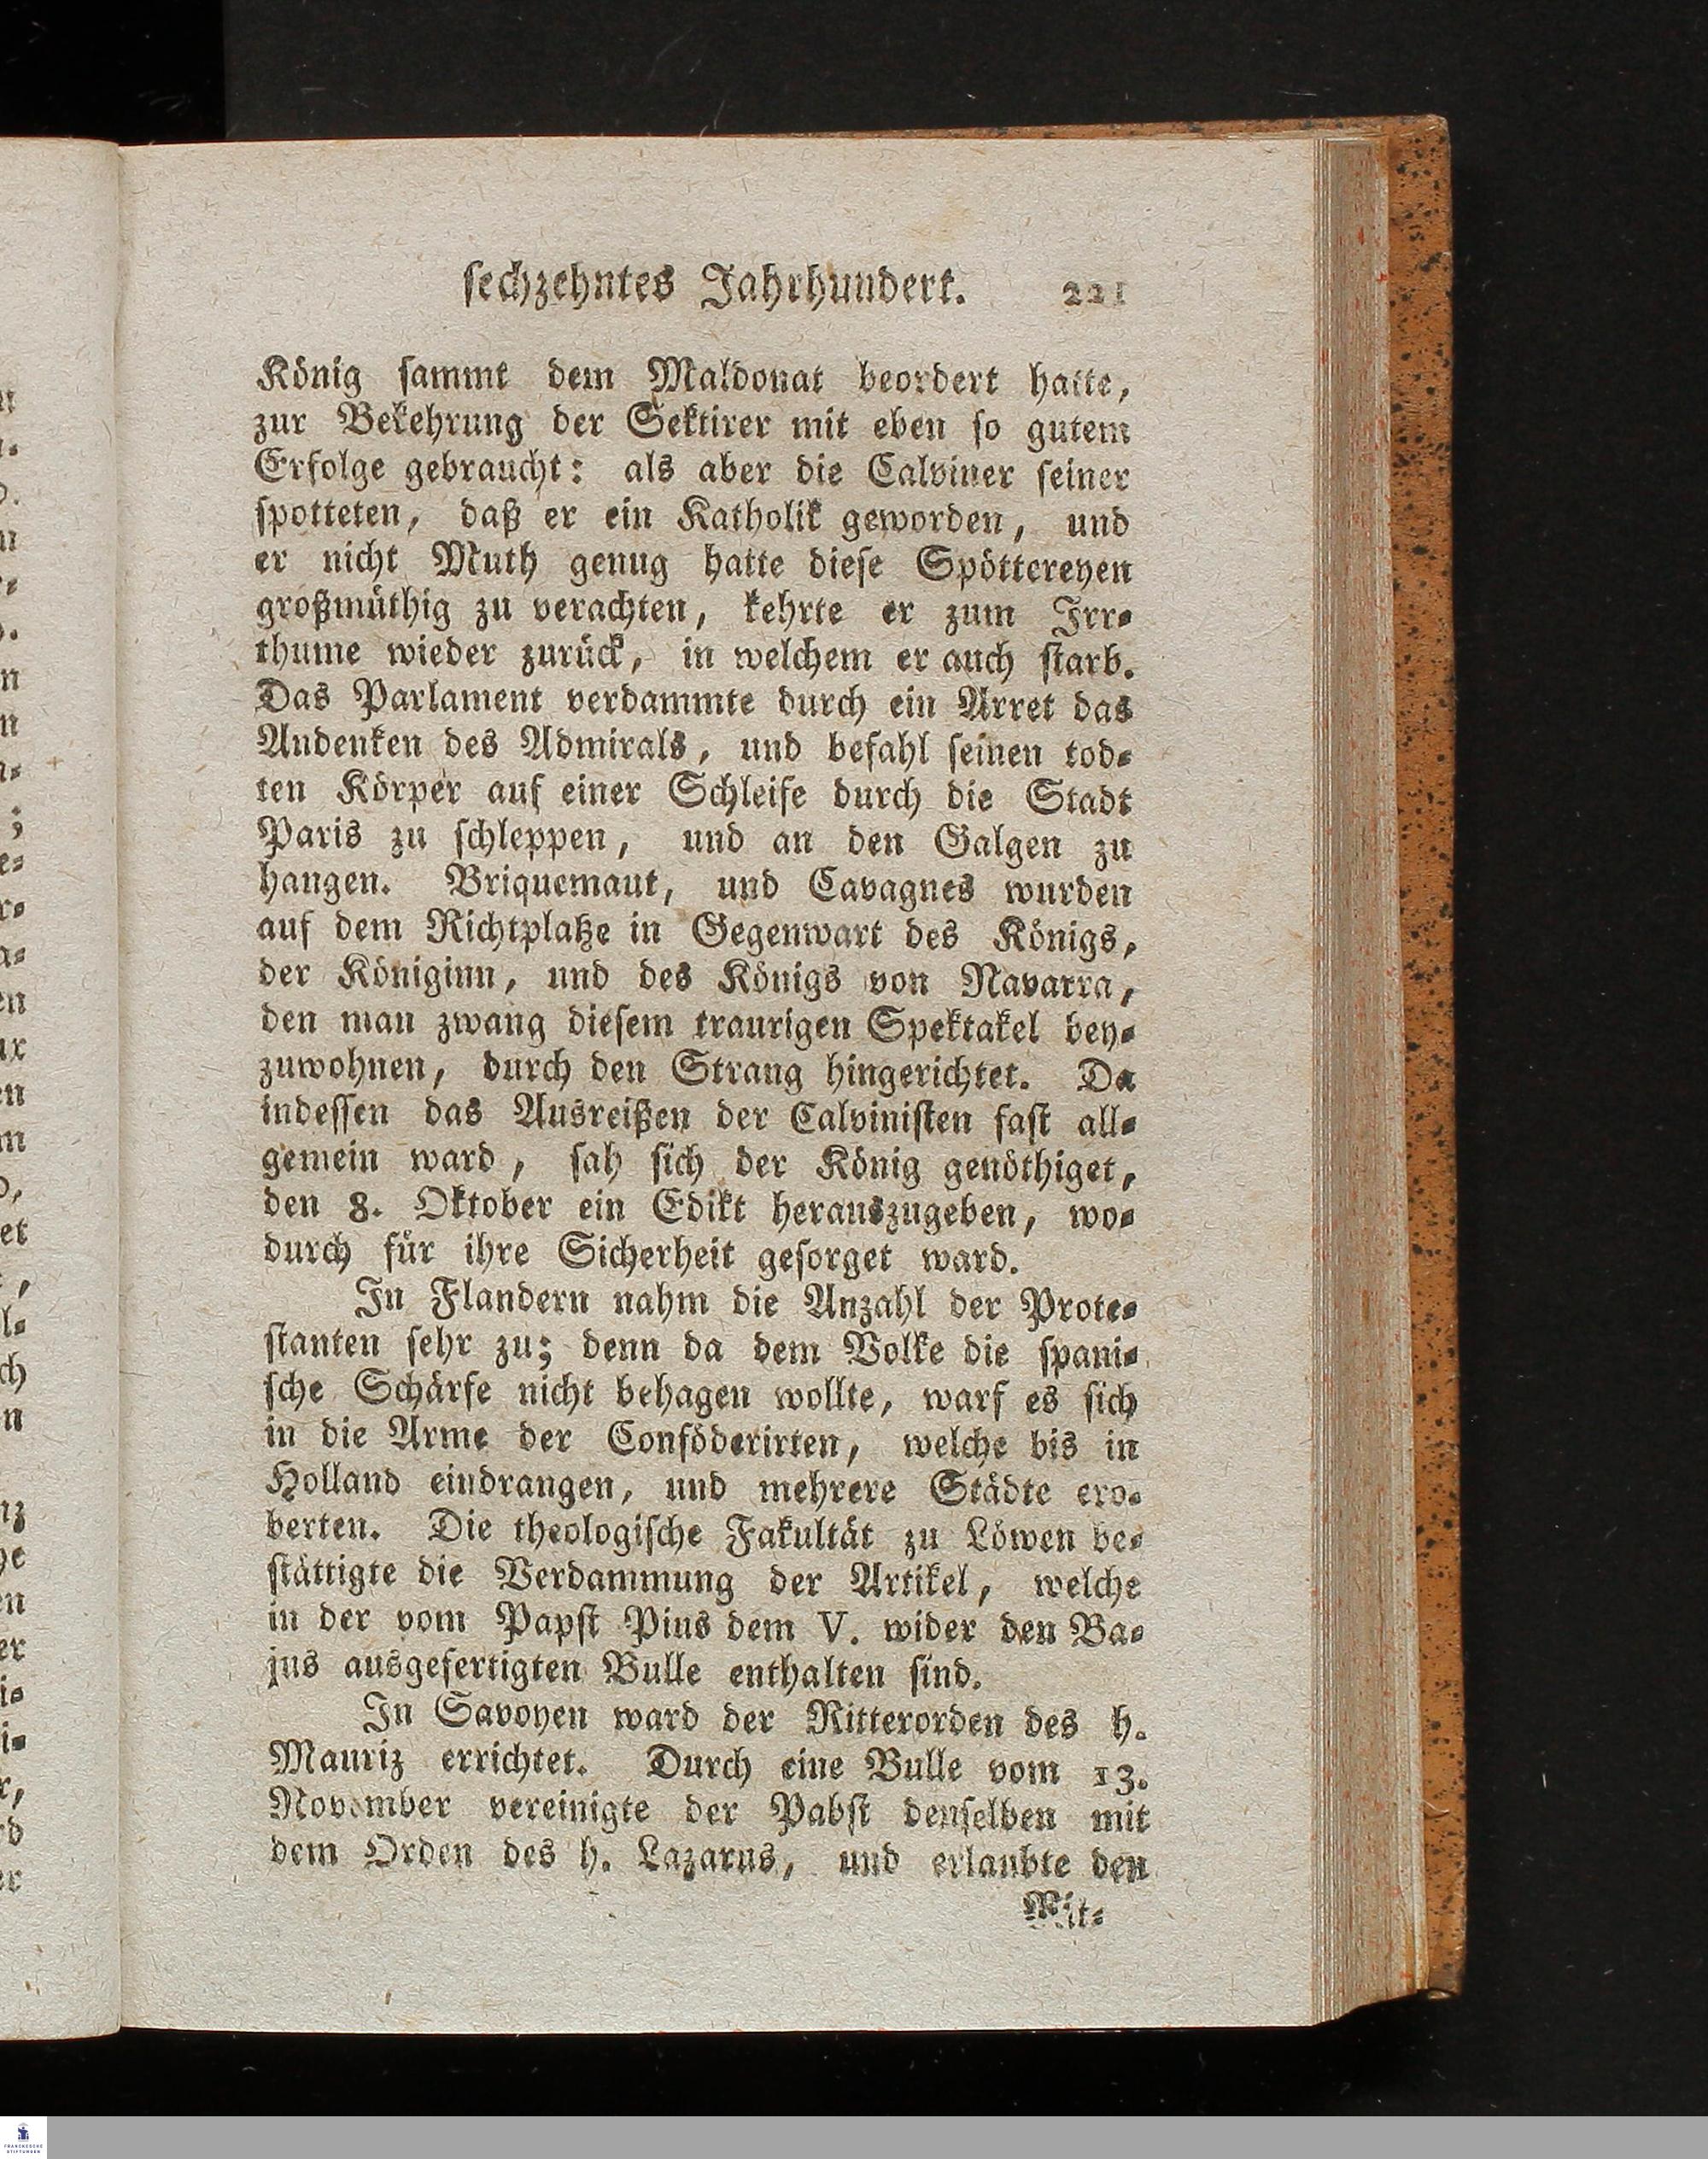 sechzehntes Jahrhundert. 221
König sammt dem Maldonat beordert hatte,
zur Bekehrung der Sektirer mit eben so gutem
Erfolge gebraucht: als aber die Calviner seiner
spotteten, daß er ein Katholik geworden, und
er nicht Muth genug hatte diese Spöttereyen
großmüthig zu verachten, kehrte er zum Irr-
thume wieder zurück, in welchem er auch starb.
Das Parlament verdammte durch ein Arret das
Andenken des Admirals, und befahl seinen tod-
ten Körper auf einer Schleife durch die Stadt
Paris zu schleppen, und an den Galgen zu
hangen. Briquemaut, und Cavagnes wurden
auf dem Richtplatze in Gegenwart des Königs,
der Königinn, und des Königs von Navarra,
den man zwang diesem traurigen Spektakel bey-
zuwohnen, durch den Strang hingerichtet. Da
indessen das Ausreißen der Calvinisten fast all-
gemein ward, sah sich der König genöthiget,
den 8. Oktober ein Edikt herauszugeben, wo-
durch für ihre Sicherheit gesorget ward.
In Flandern nahm die Anzahl der Prote-
stanten sehr zu; denn da dem Volke die spani-
sche Schärfe nicht behagen wollte, warf es sich
in die Arme der Conföderirten, welche bis in
Holland eindrangen, und mehrere Städte ero-
berten. Die theologische Fakultät zu Löwen be-
stättigte die Verdammung der Artikel, welche
in der vom Papst Pius dem V. wider den Ba-
jus ausgefertigten Bulle enthalten sind.
In Savoyen ward der Ritterorden des h.
Mauriz errichtet. Durch eine Bulle vom 13.
November vereinigte der Pabst denselben mit
dem Orden des h. Lazarus, und erlaubte den
Mit-
FRANCKESCHE
STIFTUNGEN